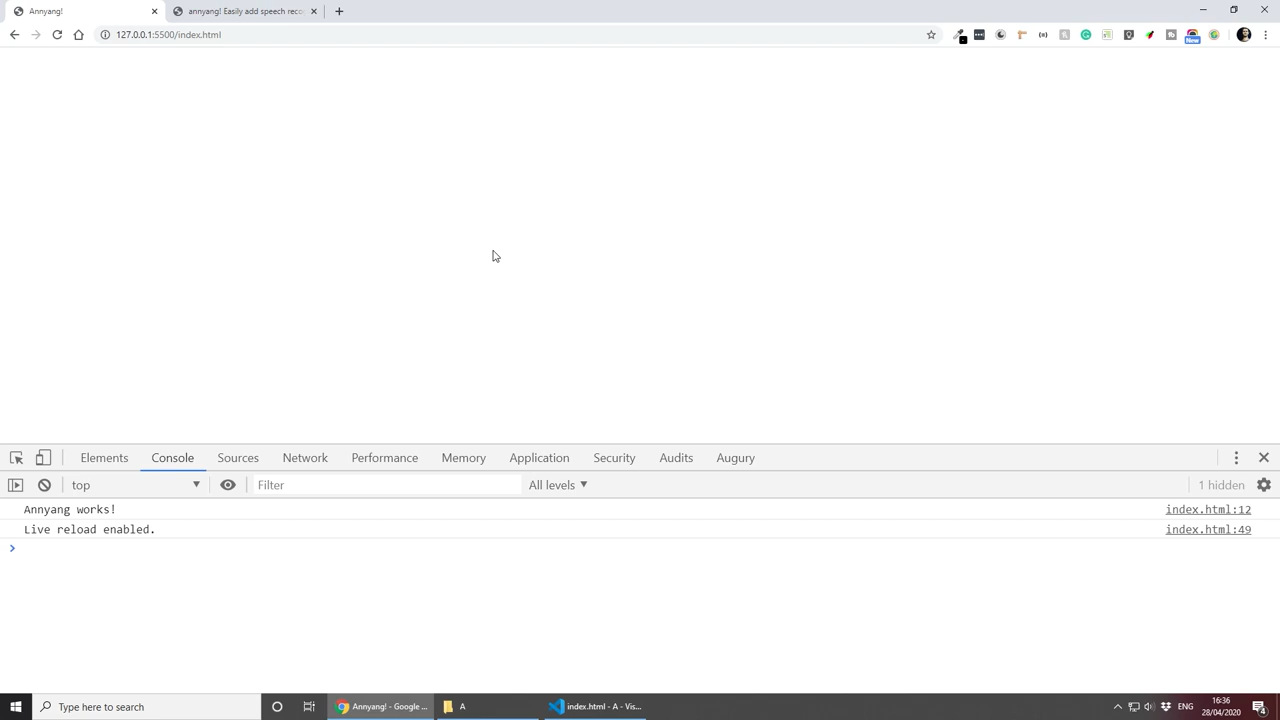 Annyang!
annyang! Easily add speech reco
127.0.0.1:5500/index.html
New
Elements
Console
Sources
Network
Performance
Memory
Application
Security
Audits
Augury
top
Filter
All levels
1 hidden
Annyang works!
index.html:12
Live reload enabled.
index.html:49
Type here to search
Annyang! - Google ...
A
index.html - A - Vis...
ENG
16:36
28/04/2020